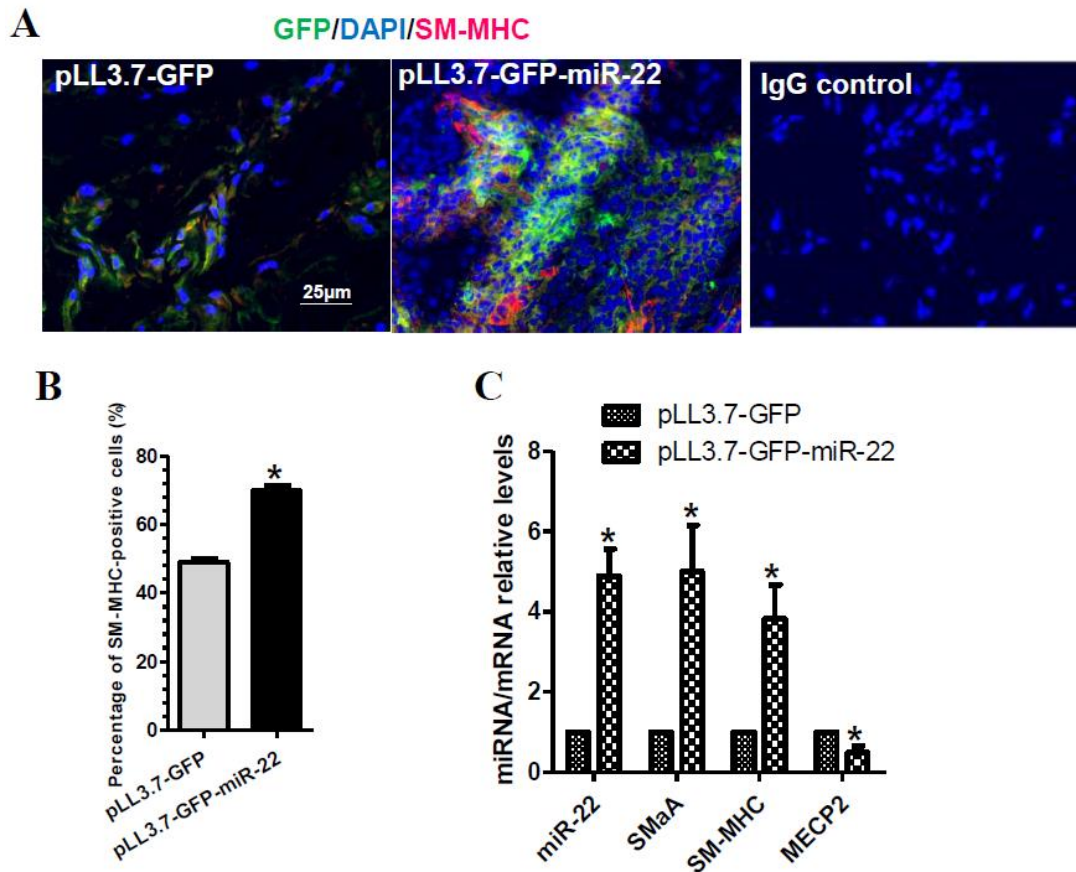 A
GFP/DAPI/SM-MHC
pLL3.7-GFP
pLL3.7-GFP-miR-22
IgG control
25µm
B
Percentage of SM-MHC-positive cells (%)
80
60
40
20
0
*
pLL3.7-GFP
pLL3.7-GFP-miR-22
C
pLL3.7-GFP
pLL3.7-GFP-miR-22
miRNA/mRNA relative levels
8
6
4
2
0
*
*
*
*
miR-22
SMaA
SM-MHC
MECP2